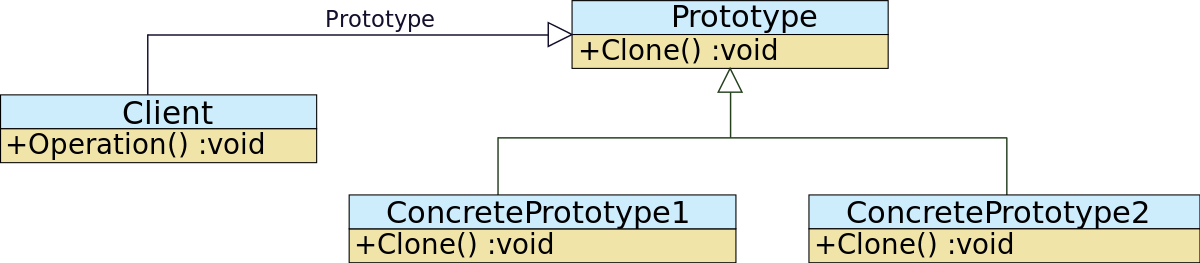 Prototype
Prototype
+Clone() :void
Client
+Operation() :void
ConcretePrototype1
+Clone() :void
ConcretePrototype2
+Clone() :void